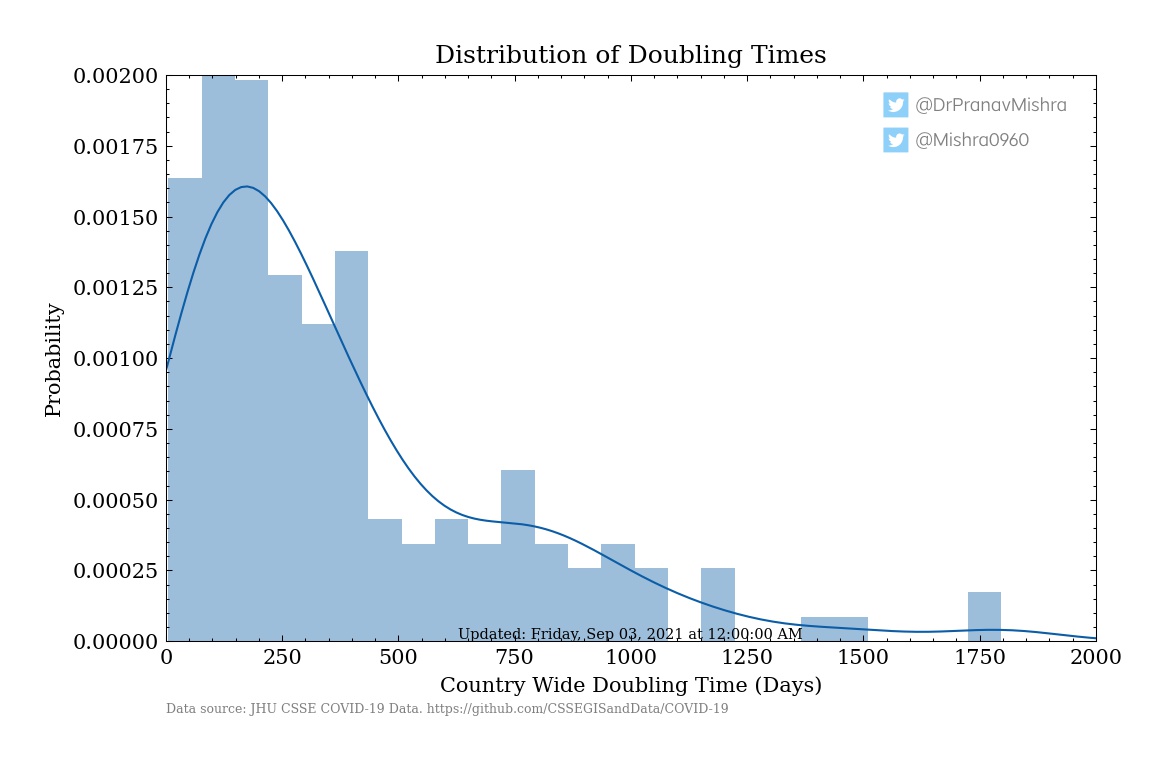 Distribution of Doubling Times
@DrPranavMishra
@Mishra0960
0.00200
0.00175
0.00150
0.00125
0.00100
0.00075
0.00050
0.00025
0.00000
Probability
Updated: Friday, Sep 03, 2021 at 12:00:00 AM
0 250 500 750 1000 1250 1500 1750 2000
Country Wide Doubling Time (Days)
Data source: JHU CSSE COVID-19 Data. https://github.com/CSSEGISandData/COVID-19